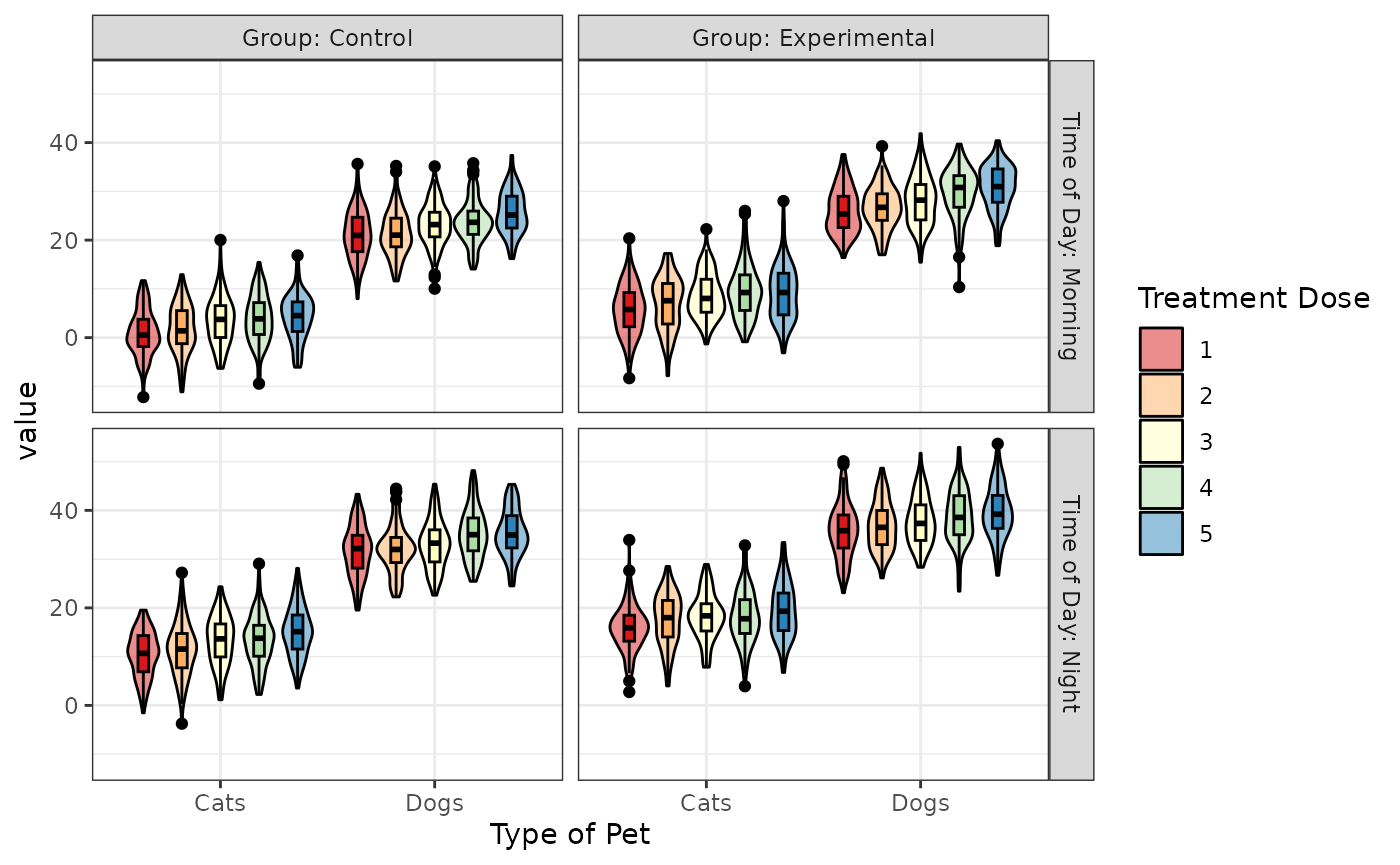 Group: Control
Group: Experimental
Time of Day: Morning
Time of Day: Night
40
20
0
40
20
0
value
Cats
Dogs
Cats
Dogs
Type of Pet
Treatment Dose
1
2
3
4
5